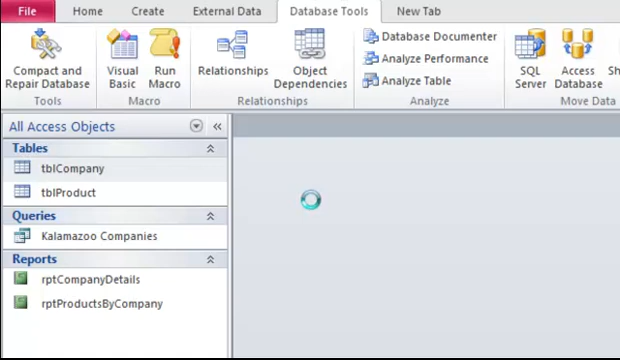 File Home Create External Data Database Tools New Tab
Compact and Repair Database
Visual Basic
Run Macro
Relationships
Object Dependencies
Database Documenter
Analyze Performance
Analyze Table
SQL Server
Access Database
Tools Macro Relationships Analyze Move Data
All Access Objects
Tables
tblCompany
tblProduct
Queries
Kalamazoo Companies
Reports
rptCompanyDetails
rptProductsByCompany